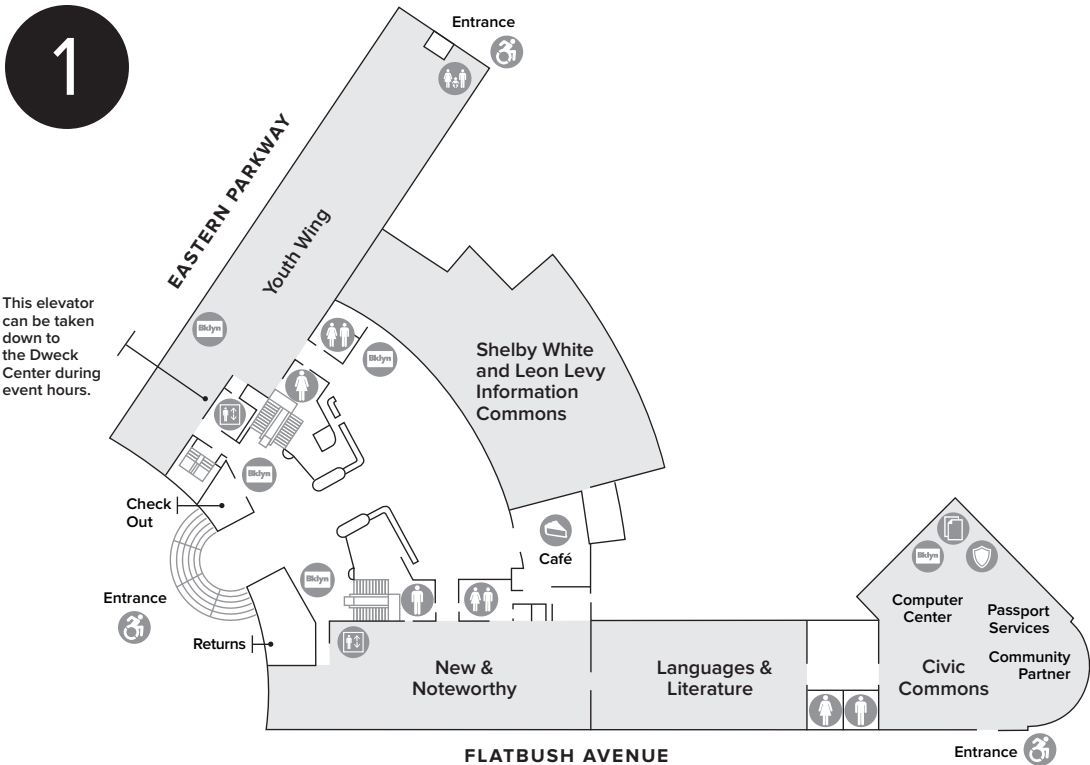 1
Entrance
EASTERN PARKWAY
Youth Wing
This elevator
can be taken
down to
the Dweck
Center during
event hours.
Bklyn
Bklyn
Shelby White
and Leon Levy
Information
Commons
Bklyn
Check
Out
Café
Bklyn
Bklyn
Entrance
Returns
Computer
Center
Passport
Services
Community
Partner
New &
Noteworthy
Languages &
Literature
Civic
Commons
FLATBUSH AVENUE
Entrance